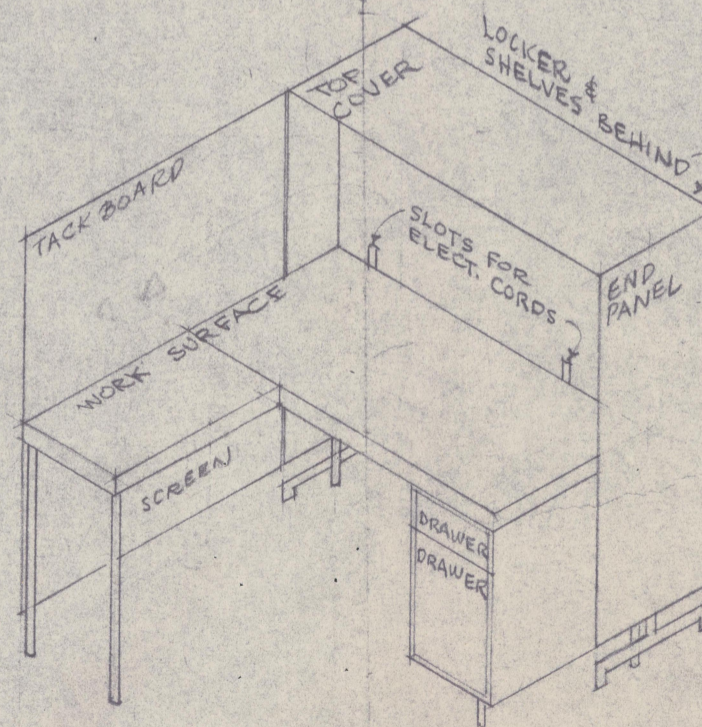 LOCKER &
SHELVES BEHIND
TOP
COVER
TACK BOARD
SLOTS FOR
ELECT. CORDS
END
PANEL
WORK SURFACE
SCREEN
DRAWER
DRAWER